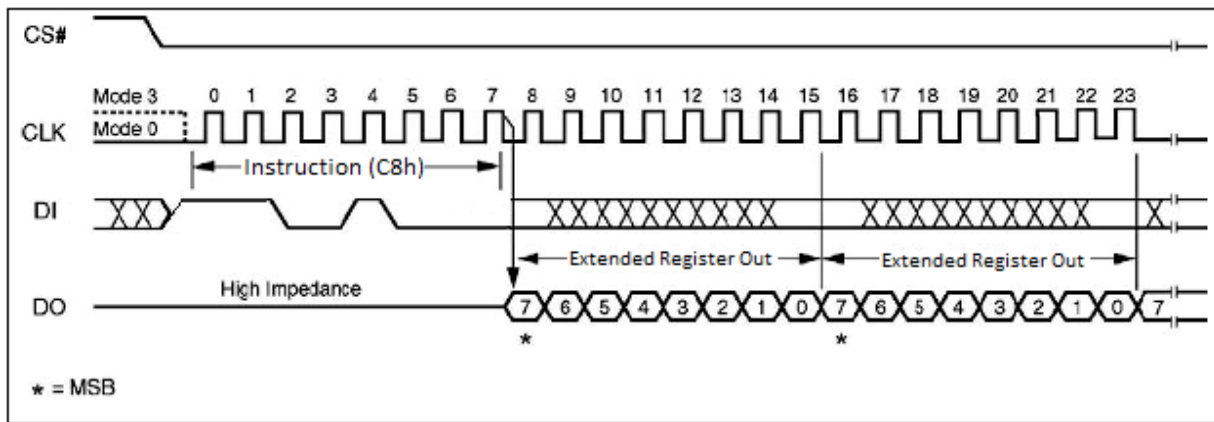 CS#
Mode 3 0 1 2 3 4 5 6 7 8 9 10 11 12 13 14 15 16 17 18 19 20 21 22 23
CLK Mode 0
Instruction (C8h)
DI
Extended Register Out Extended Register Out
High Impedance
DO 7 6 5 4 3 2 1 0 7 6 5 4 3 2 1 0 7
* *
* = MSB